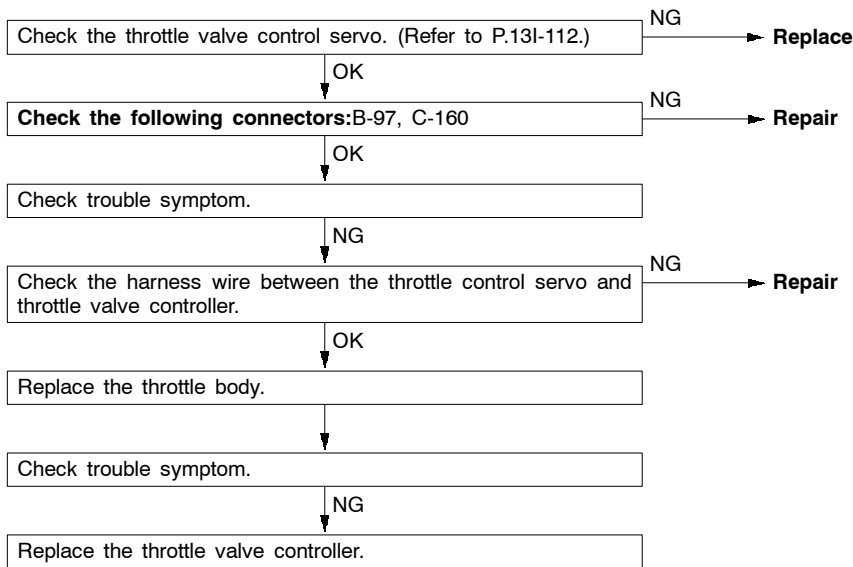 Check the throttle valve control servo. (Refer to P.13I-112.)
NG
Replace
OK
Check the following connectors:B-97, C-160
NG
Repair
OK
Check trouble symptom.
NG
Check the harness wire between the throttle control servo and
throttle valve controller.
NG
Repair
OK
Replace the throttle body.
Check trouble symptom.
NG
Replace the throttle valve controller.